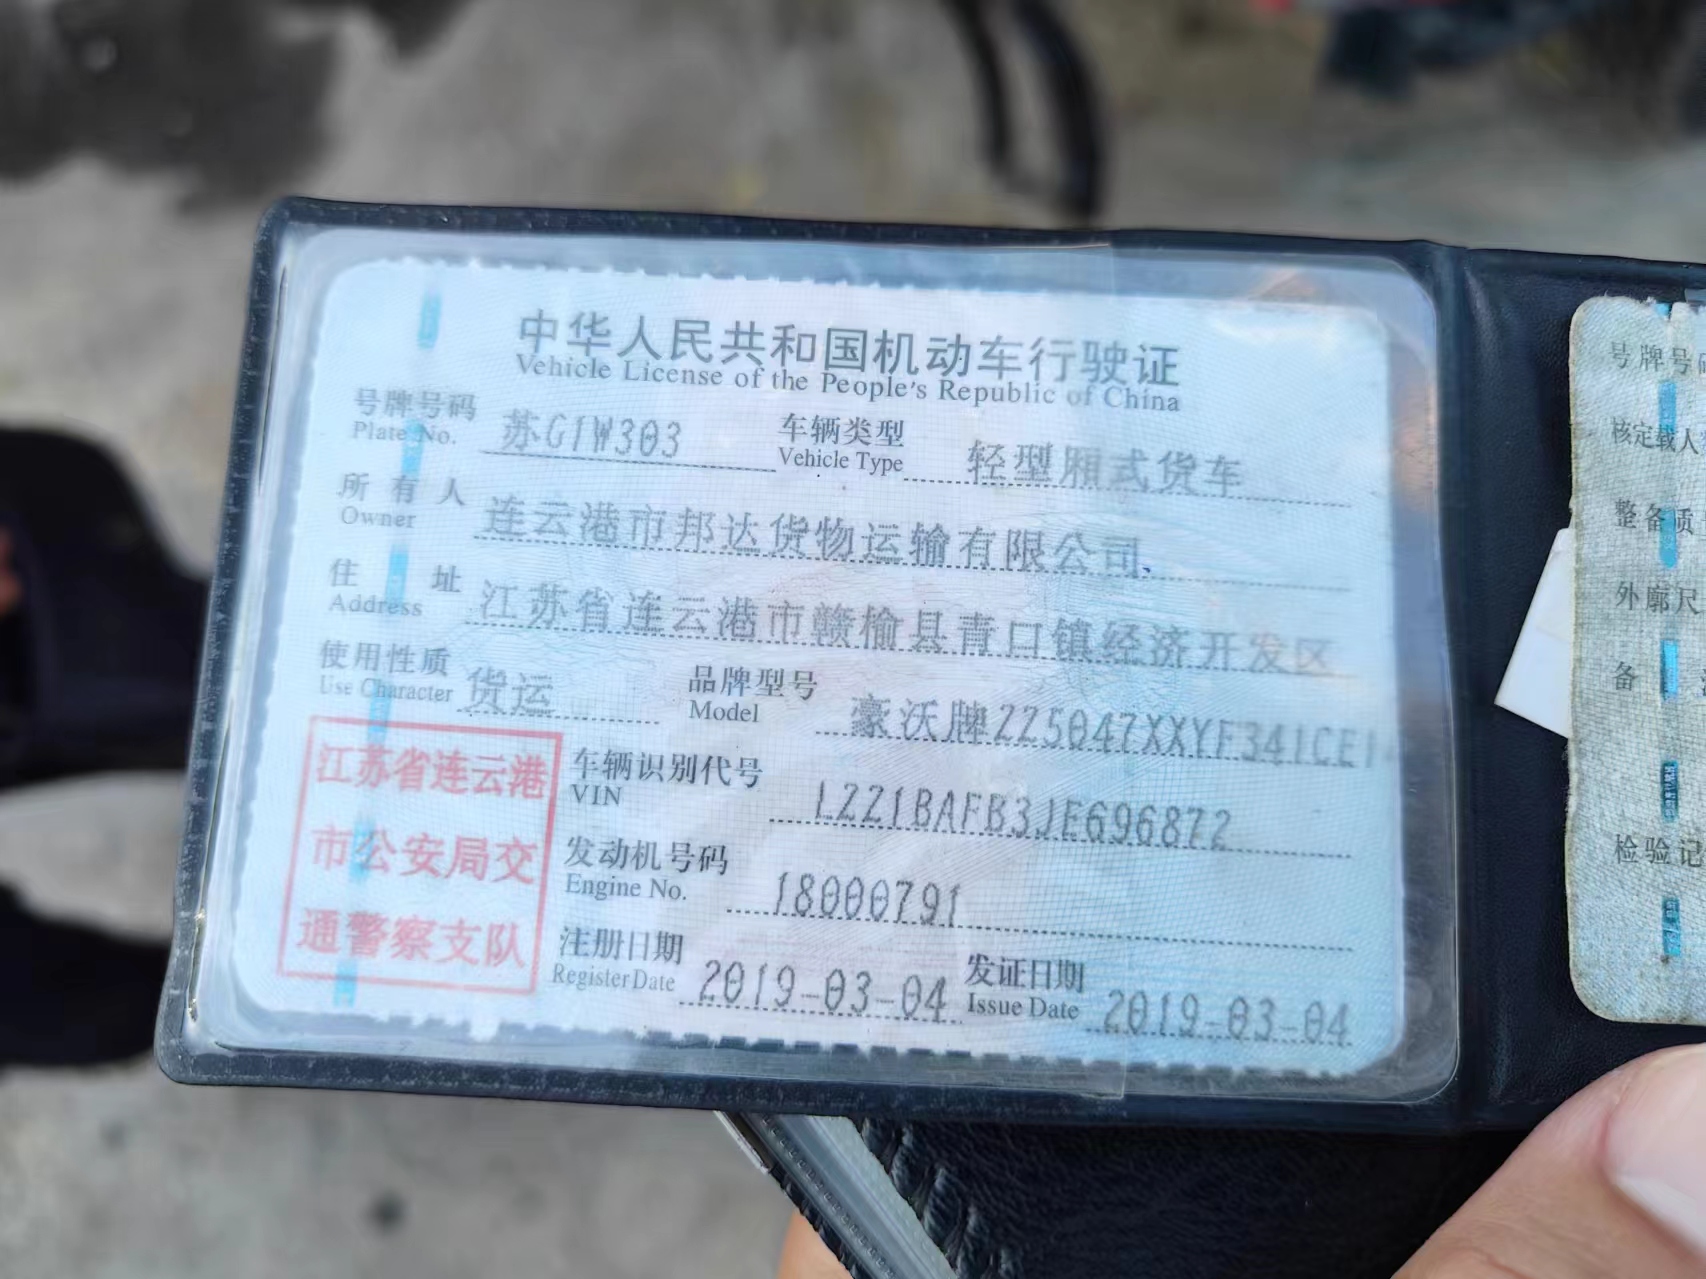 中华人民共和国机动车行驶证
Vehicle License of the People's Republic of China
号牌号码 苏G1W303 车辆类型 轻型厢式货车
Plate No. Vehicle Type
所有人 连云港市邦达货物运输有限公司
Owner
住址 江苏省连云港市赣榆县青口镇经济开发区
Address
使用性质 货运 品牌型号 豪沃牌ZZ5047XXYF341CE1
Use Character Model
江苏省连云港
市公安局交
通警察支队
车辆识别代号 LZZ1BAFB3JE696872
VIN
发动机号码 18000791
Engine No.
注册日期 2019-03-04 发证日期 2019-03-04
Register Date Issue Date
号牌号码
核定载人
整备质
外廓尺
备
检验记